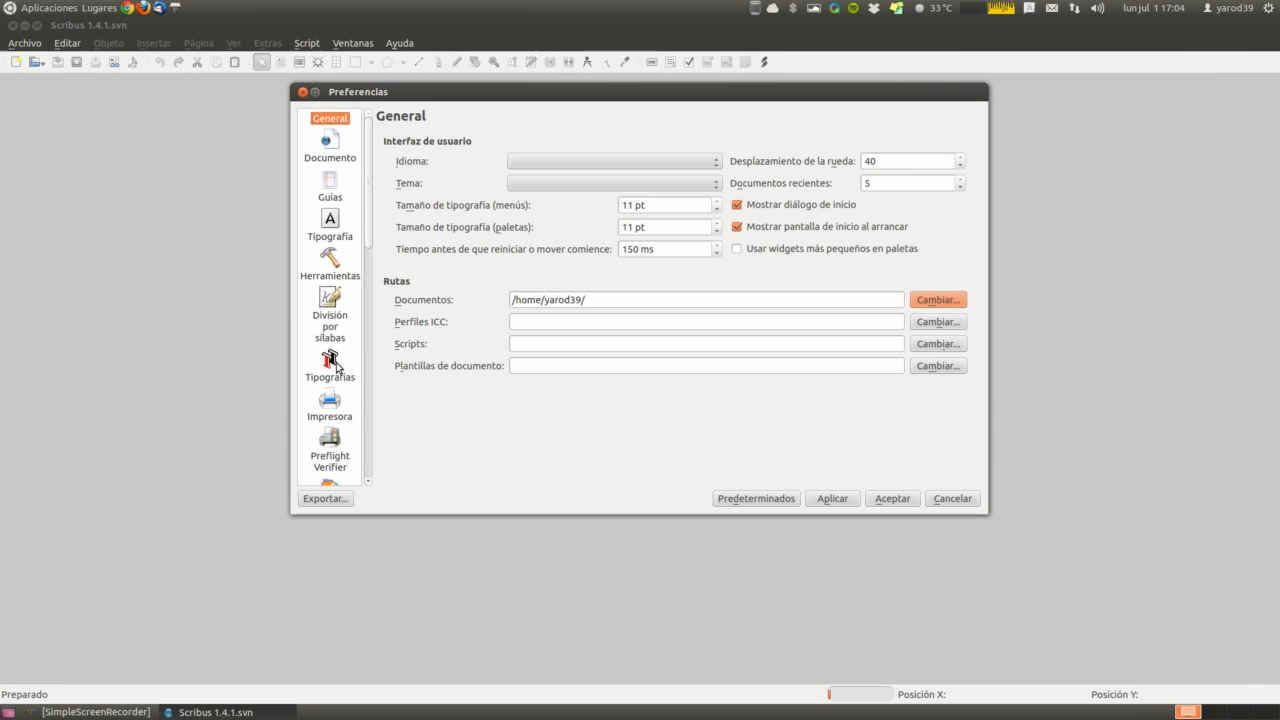 Aplicaciones Lugares
33°C
lun jul 1 17:04
yarod39
Scribus 1.4.1.svn
Archivo Editar Objeto Insertar Página Ver Extras Script Ventanas Ayuda
Preferencias
General
Documento
Guías
Tipografía
Herramientas
División
por
sílabas
Tipografías
Impresora
Preflight
Verifier
General
Interfaz de usuario
Idioma:
Desplazamiento de la rueda: 40
Tema:
Documentos recientes: 5
Tamaño de tipografía (menús): 11 pt
Mostrar diálogo de inicio
Tamaño de tipografía (paletas): 11 pt
Mostrar pantalla de inicio al arrancar
Tiempo antes de que reiniciar o mover comience: 150 ms
Usar widgets más pequeños en paletas
Rutas
Documentos: /home/yarod39/ Cambiar...
Perfiles ICC: Cambiar...
Scripts: Cambiar...
Plantillas de documento: Cambiar...
Exportar... Predeterminados Aplicar Aceptar Cancelar
Preparado Posición X: Posición Y:
[SimpleScreenRecorder] Scribus 1.4.1.svn